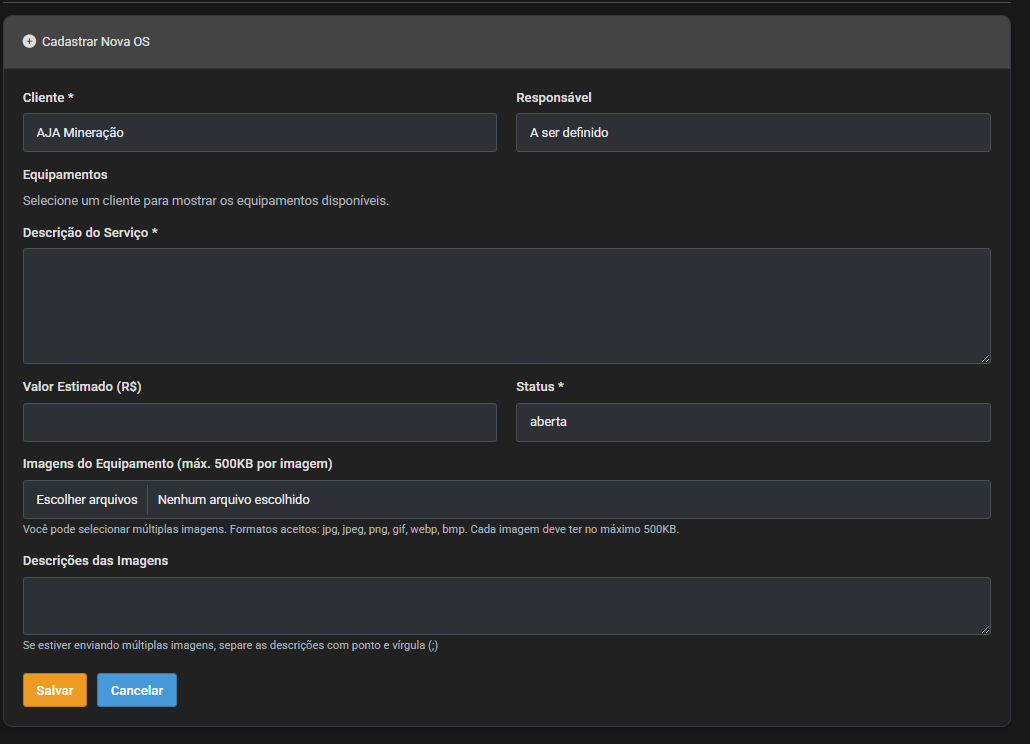 Cadastrar Nova OS
Cliente *
Responsável
AJA Mineração
A ser definido
Equipamentos
Selecione um cliente para mostrar os equipamentos disponíveis.
Descrição do Serviço *
Valor Estimado (R$)
Status *
aberta
Imagens do Equipamento (máx. 500KB por imagem)
Escolher arquivos Nenhum arquivo escolhido
Você pode selecionar múltiplas imagens. Formatos aceitos: jpg, jpeg, png, gif, webp, bmp. Cada imagem deve ter no máximo 500KB.
Descrições das Imagens
Se estiver enviando múltiplas imagens, separe as descrições com ponto e vírgula (;)
Salvar
Cancelar